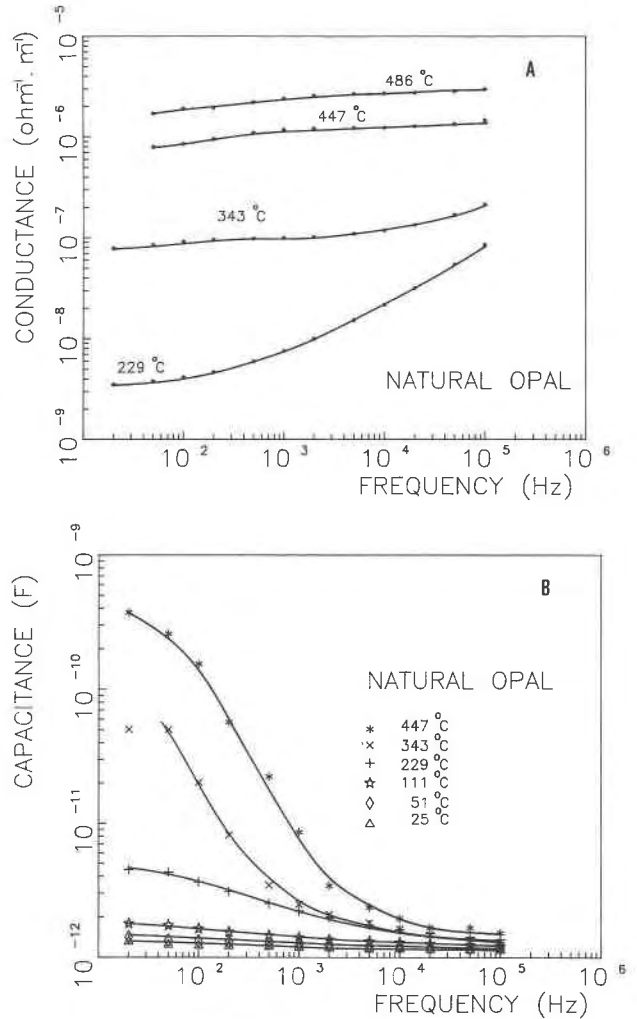 A
CONDUCTANCE (ohm⁻¹. m⁻¹)
10⁻⁵
10⁻⁶
10⁻⁷
10⁻⁸
10⁻⁹
486 °C
447 °C
343 °C
229 °C
NATURAL OPAL
10² 10³ 10⁴ 10⁵ 10⁶
FREQUENCY (Hz)
B
CAPACITANCE (F)
10⁻⁹
10⁻¹⁰
10⁻¹¹
10⁻¹²
NATURAL OPAL
447 °C
343 °C
229 °C
111 °C
51 °C
25 °C
10² 10³ 10⁴ 10⁵ 10⁶
FREQUENCY (Hz)